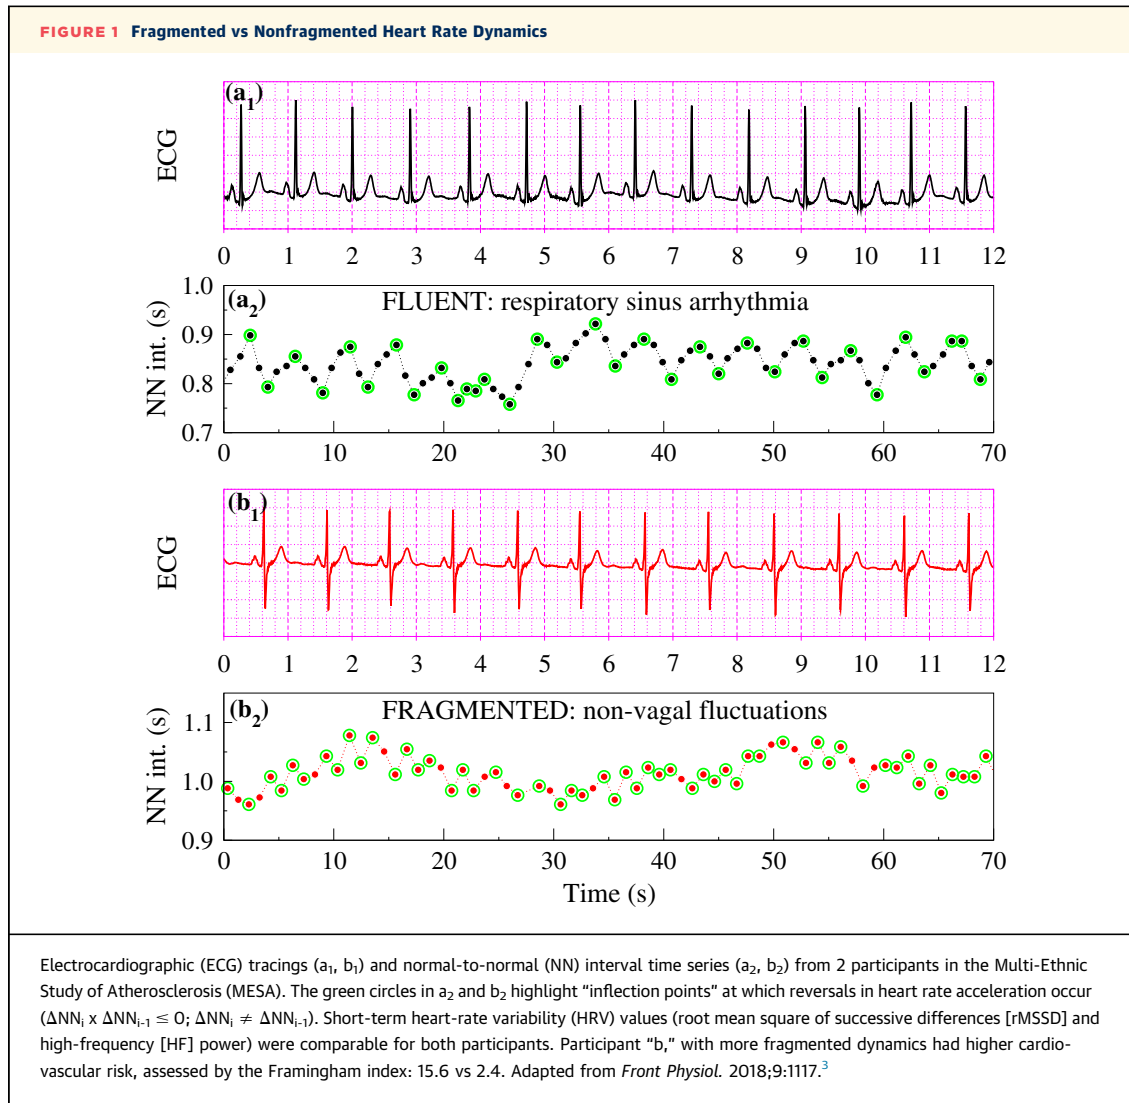 FIGURE 1 Fragmented vs Nonfragmented Heart Rate Dynamics
(a₁)
ECG
0 1 2 3 4 5 6 7 8 9 10 11 12
(a₂)
FLUENT: respiratory sinus arrhythmia
NN int. (s)
1.0
0.9
0.8
0.7
0 10 20 30 40 50 60 70
(b₁)
ECG
0 1 2 3 4 5 6 7 8 9 10 11 12
(b₂)
FRAGMENTED: non-vagal fluctuations
NN int. (s)
1.1
1.0
0.9
0 10 20 30 40 50 60 70
Time (s)
Electrocardiographic (ECG) tracings (a₁, b₁) and normal-to-normal (NN) interval time series (a₂, b₂) from 2 participants in the Multi-Ethnic
Study of Atherosclerosis (MESA). The green circles in a₂ and b₂ highlight “inflection points” at which reversals in heart rate acceleration occur
(ΔNNᵢ x ΔNNᵢ₋₁ ≤ 0; ΔNNᵢ ≠ ΔNNᵢ₋₁). Short-term heart-rate variability (HRV) values (root mean square of successive differences [rMSSD] and
high-frequency [HF] power) were comparable for both participants. Participant “b,” with more fragmented dynamics had higher cardio-
vascular risk, assessed by the Framingham index: 15.6 vs 2.4. Adapted from Front Physiol. 2018;9:1117.³